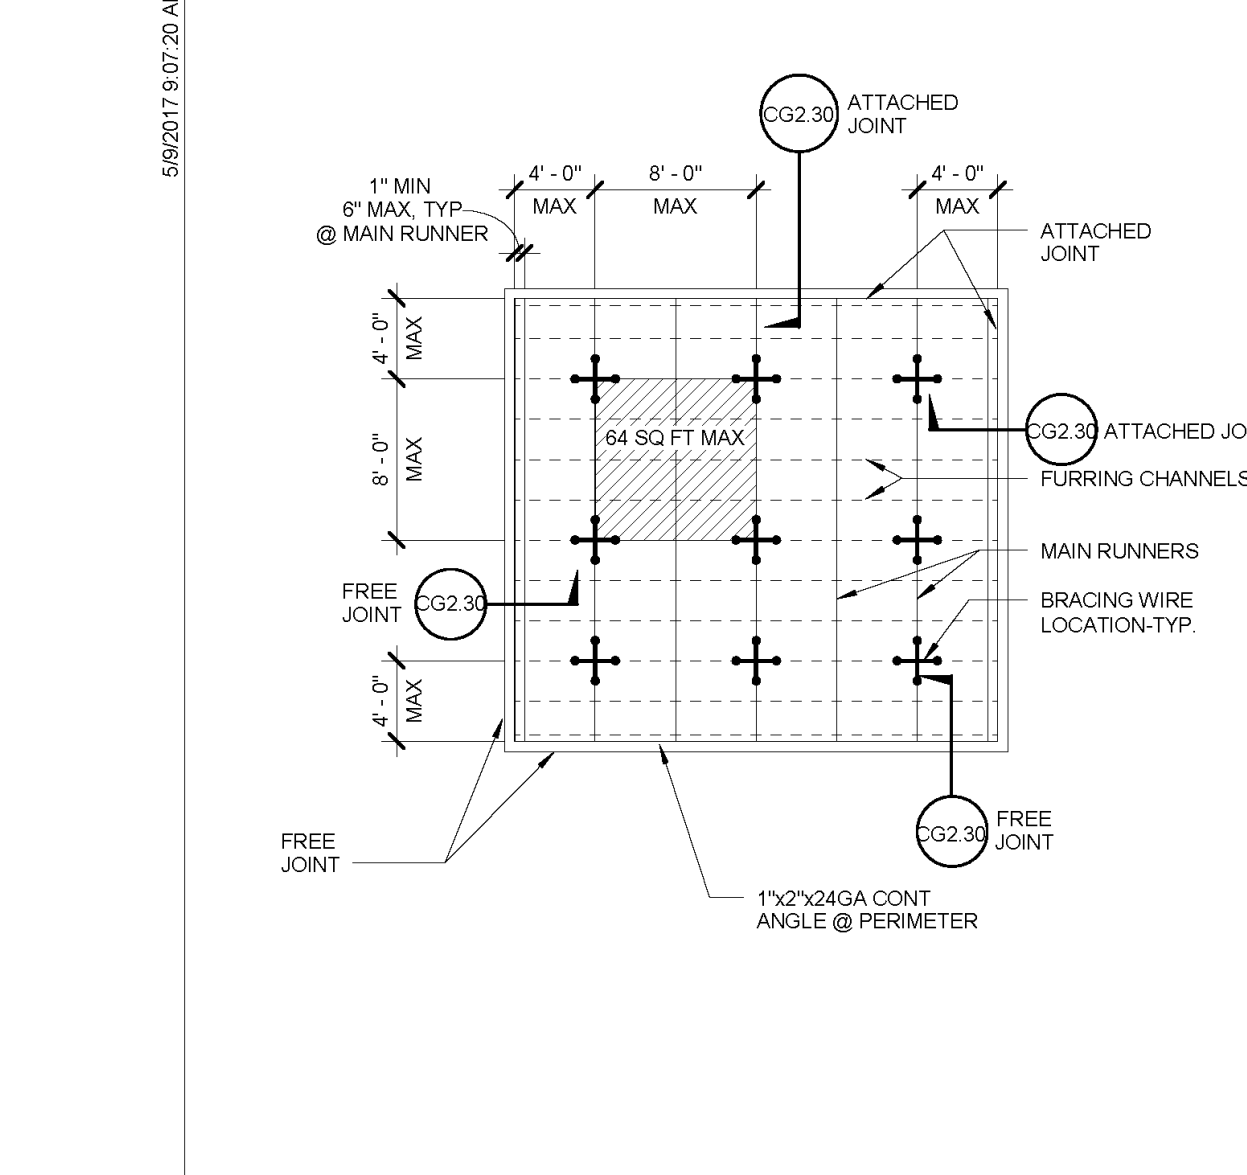 5/9/2017 9:07:20 A
CG2.30
ATTACHED
JOINT
4' - 0"
MAX
8' - 0"
MAX
4' - 0"
MAX
1" MIN
6" MAX, TYP
@ MAIN RUNNER
ATTACHED
JOINT
4' - 0"
MAX
8' - 0"
MAX
64 SQ FT MAX
CG2.30 ATTACHED JO
FURRING CHANNELS
MAIN RUNNERS
BRACING WIRE
LOCATION-TYP.
FREE
JOINT
CG2.30
4' - 0"
MAX
FREE
JOINT
CG2.30
FREE
JOINT
1"x2"x24GA CONT
ANGLE @ PERIMETER